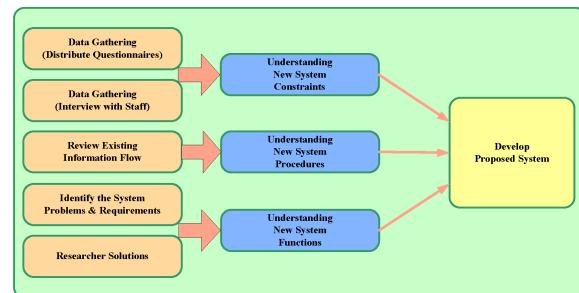 Data Gathering
(Distribute Questionnaires)
Data Gathering
(Interview with Staff)
Review Existing
Information Flow
Identify the System
Problems & Requirements
Researcher Solutions
Understanding
New System
Constraints
Understanding
New System
Procedures
Understanding
New System
Functions
Develop
Proposed System